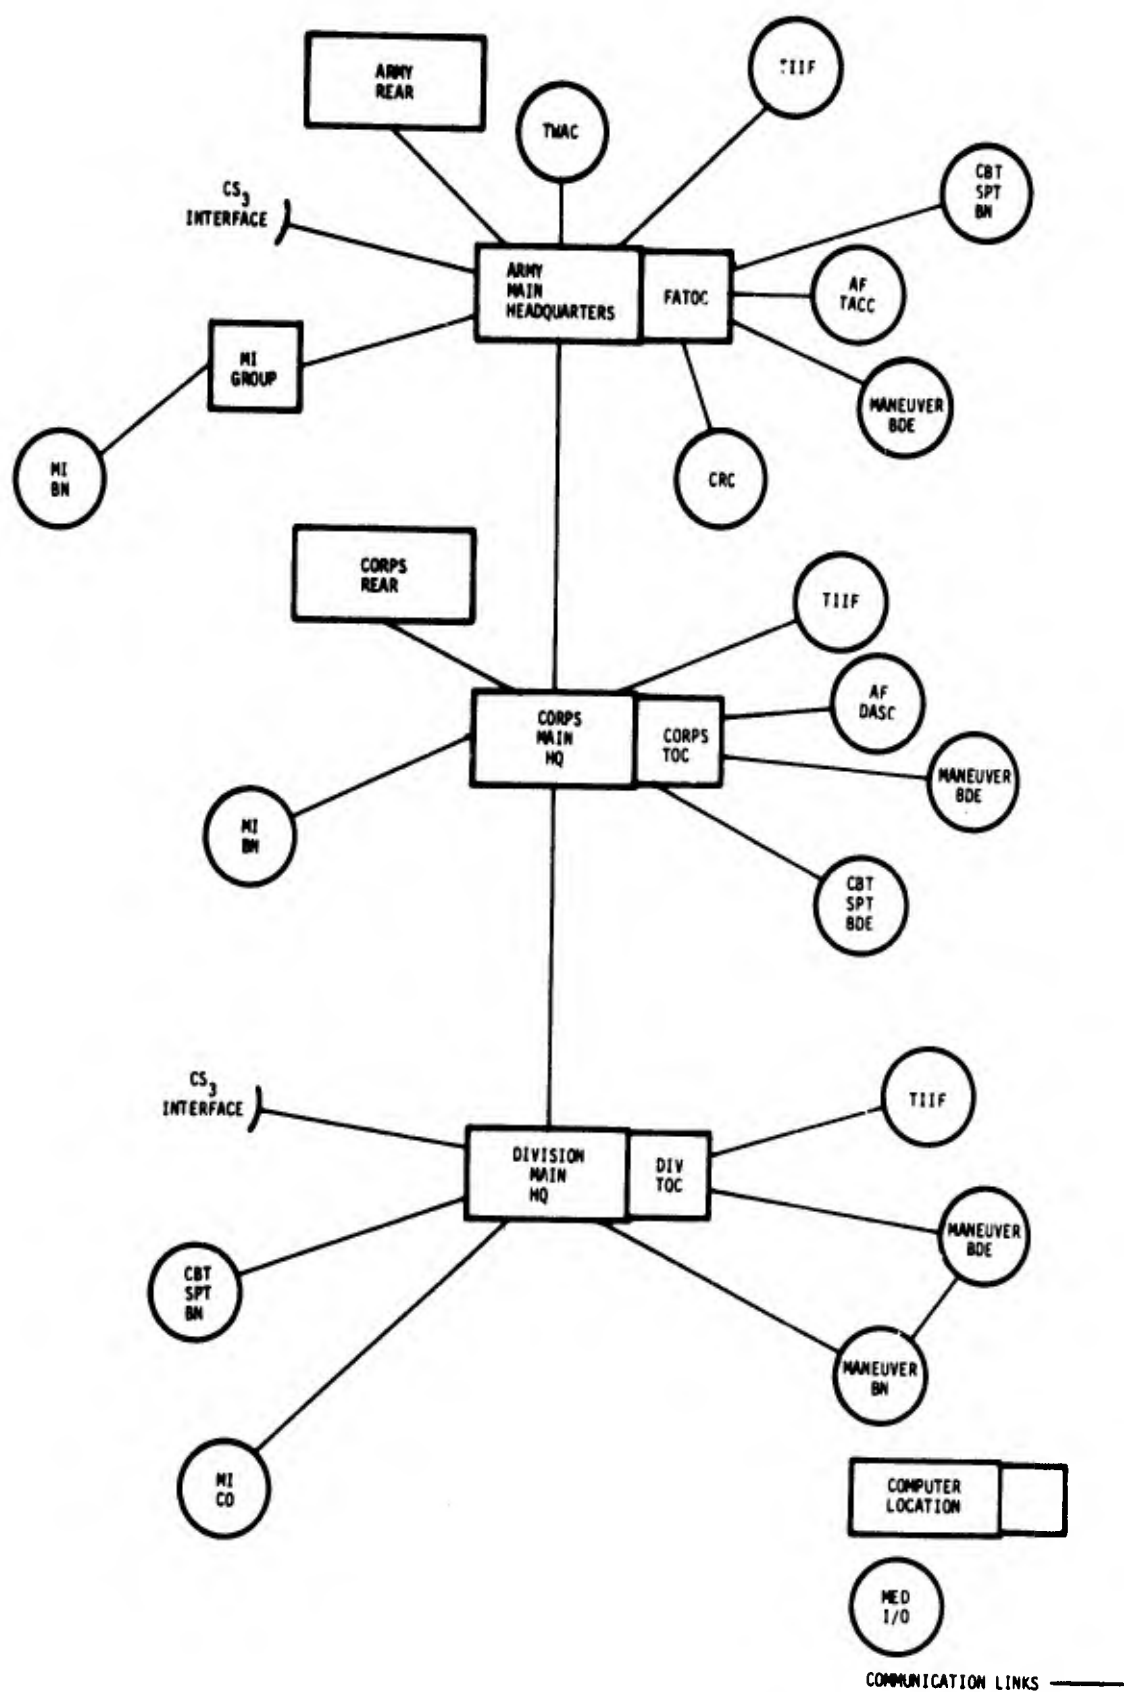 ARMY
REAR
TWAC
TIIF
CBT
SPT
BN
CS3
INTERFACE
ARMY
MAIN
HEADQUARTERS
FATOC
AF
TACC
MI
GROUP
MANEUVER
BDE
MI
BN
CRC
CORPS
REAR
TIIF
AF
DASC
CORPS
MAIN
HQ
CORPS
TOC
MANEUVER
BDE
MI
BN
CBT
SPT
BDE
CS3
INTERFACE
TIIF
DIVISION
MAIN
HQ
DIV
TOC
MANEUVER
BDE
CBT
SPT
BN
MANEUVER
BN
MI
CO
COMPUTER
LOCATION
MED
I/O
COMMUNICATION LINKS